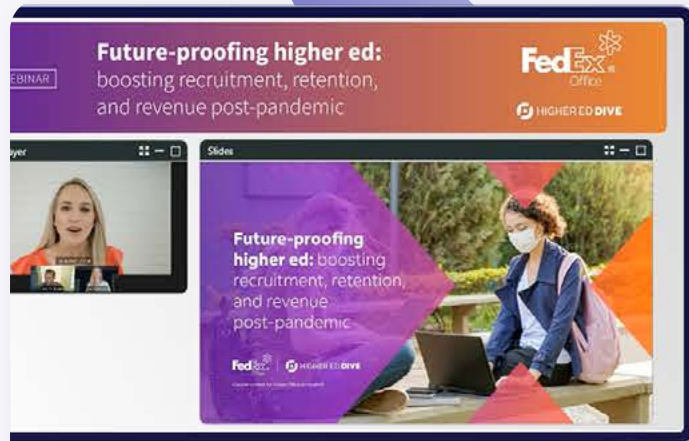 EBINAR
Future-proofing higher ed:
boosting recruitment, retention,
and revenue post-pandemic
FedEx®
Office
HIGHER ED DIVE
ayer
Slides
Future-proofing
higher ed: boosting
recruitment, retention,
and revenue
post-pandemic
FedEx
HIGHER ED DIVE